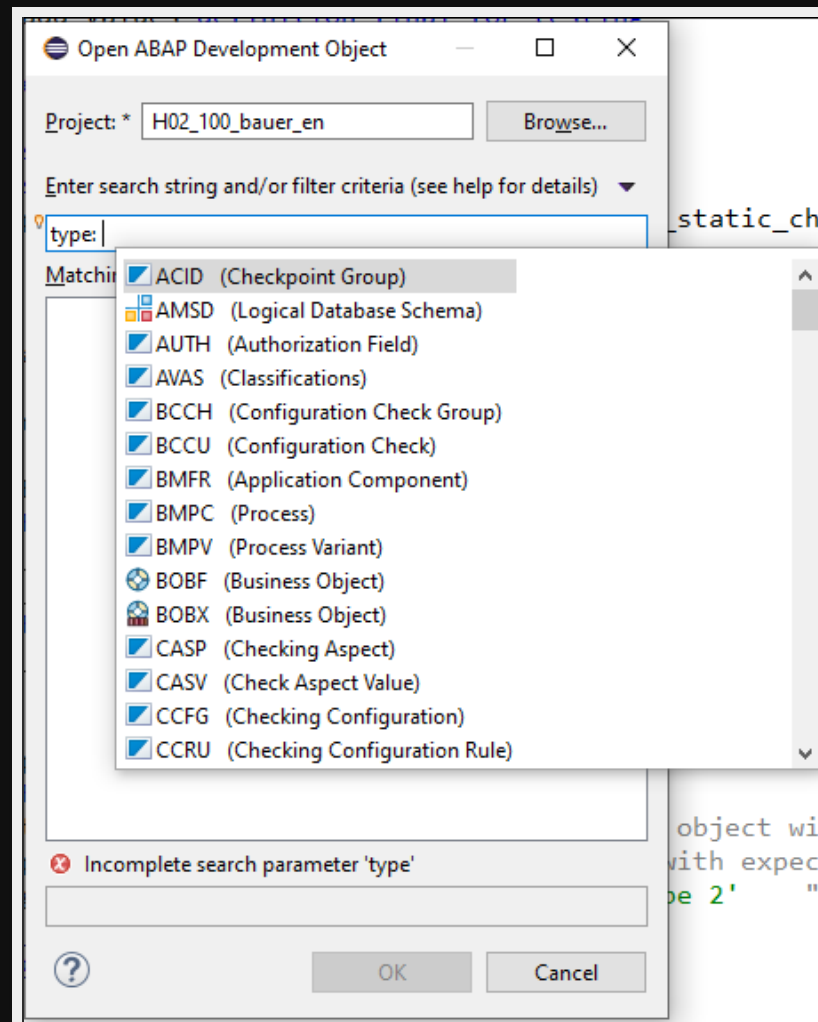 Open ABAP Development Object
Project: * H02_100_bauer_en Browse...
Enter search string and/or filter criteria (see help for details)
type:
_static_ch
Matchin
ACID (Checkpoint Group)
AMSD (Logical Database Schema)
AUTH (Authorization Field)
AVAS (Classifications)
BCCH (Configuration Check Group)
BCCU (Configuration Check)
BMFR (Application Component)
BMPC (Process)
BMPV (Process Variant)
BOBF (Business Object)
BOBX (Business Object)
CASP (Checking Aspect)
CASV (Check Aspect Value)
CCFG (Checking Configuration)
CCRU (Checking Configuration Rule)
object wi
Incomplete search parameter 'type'
with expec
pe 2' "
OK Cancel